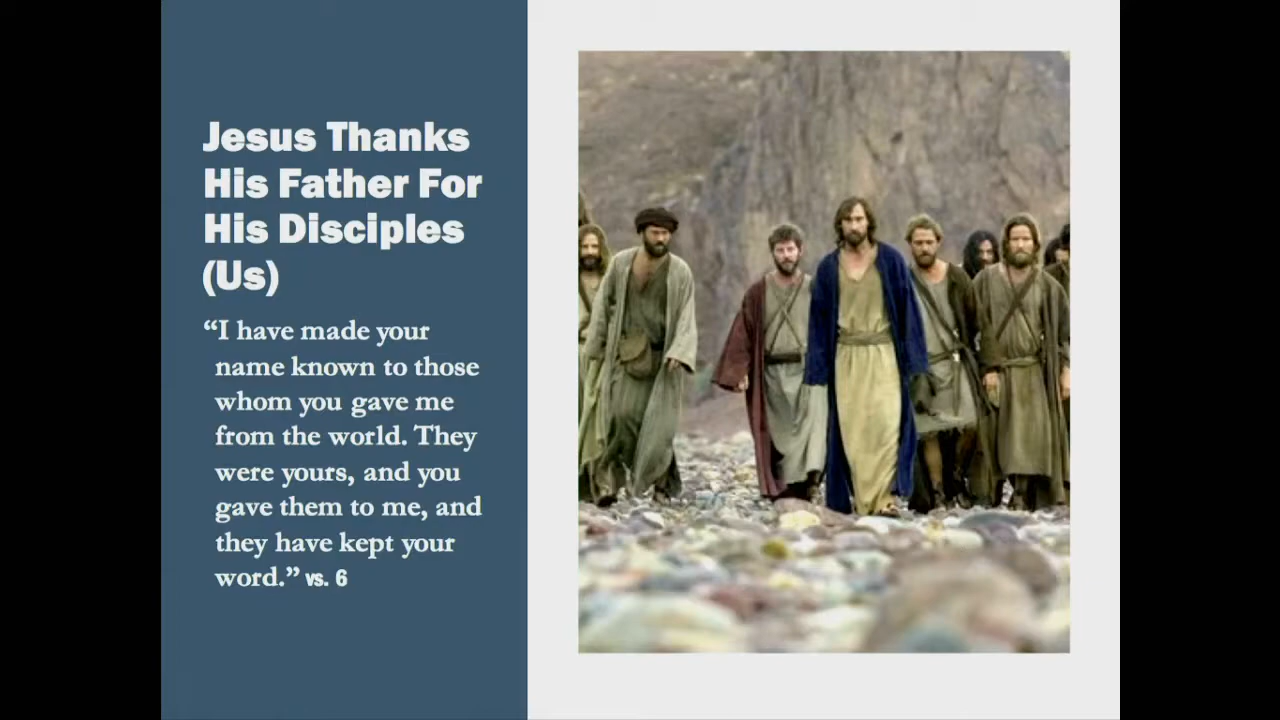 Jesus Thanks
His Father For
His Disciples
(Us)
“I have made your
name known to those
whom you gave me
from the world. They
were yours, and you
gave them to me, and
they have kept your
word.” vs. 6